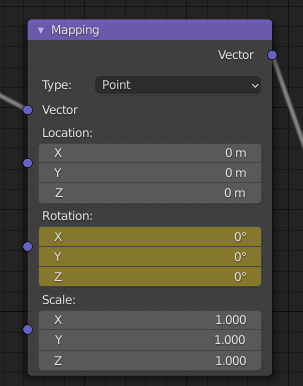 Mapping
Vector
Type: Point
Vector
Location:
X 0 m
Y 0 m
Z 0 m
Rotation:
X 0°
Y 0°
Z 0°
Scale:
X 1.000
Y 1.000
Z 1.000